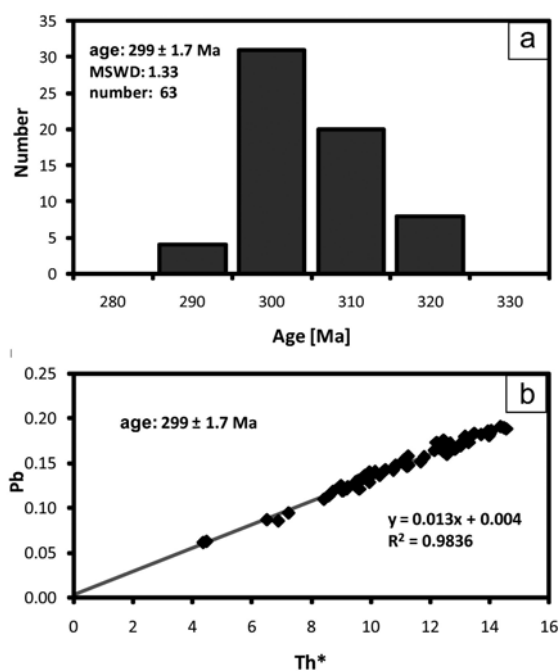 a
age: 299 ± 1.7 Ma
MSWD: 1.33
number: 63
Number
35
30
25
20
15
10
5
0
280 290 300 310 320 330
Age [Ma]
b
age: 299 ± 1.7 Ma
Pb
0.25
0.20
0.15
0.10
0.05
0.00
y = 0.013x + 0.004
R² = 0.9836
0 2 4 6 8 10 12 14 16
Th*